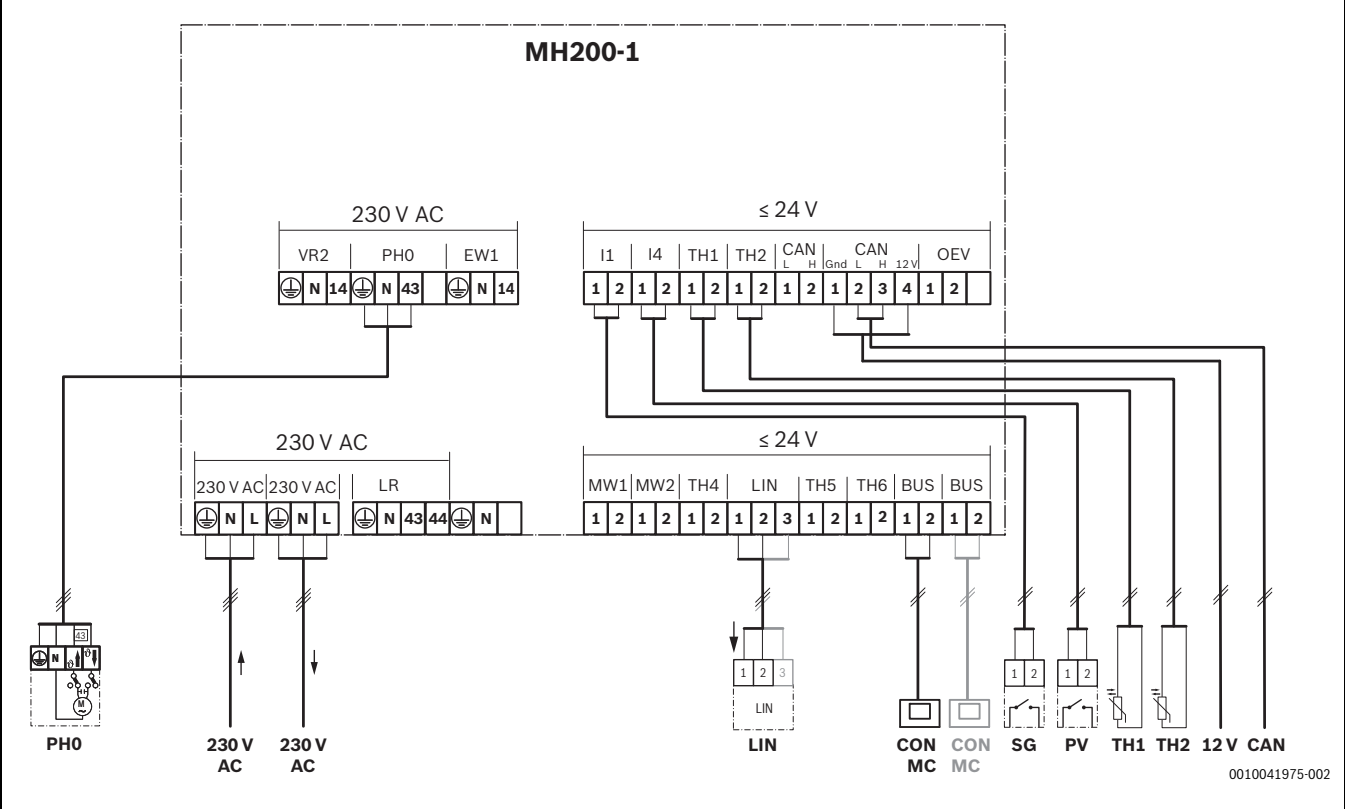 MH200-1
230 V AC
≤ 24 V
VR2 PH0 EW1
I1 I4 TH1 TH2 CAN CAN OEV
L H Gnd L H 12 V
N 14 N 43 N 14
1 2 1 2 1 2 1 2 1 2 1 2 3 4 1 2
230 V AC
≤ 24 V
230 V AC 230 V AC LR
MW1 MW2 TH4 LIN TH5 TH6 BUS BUS
N L N L N 43 44 N
1 2 1 2 1 2 1 2 3 1 2 1 2 1 2 1 2
43
N ϑ ϑ
M
1 2 3
LIN
1 2
1 2
PH0
230 V
AC
230 V
AC
LIN
CON
MC
CON
MC
SG PV TH1 TH2 12 V CAN
0010041975-002